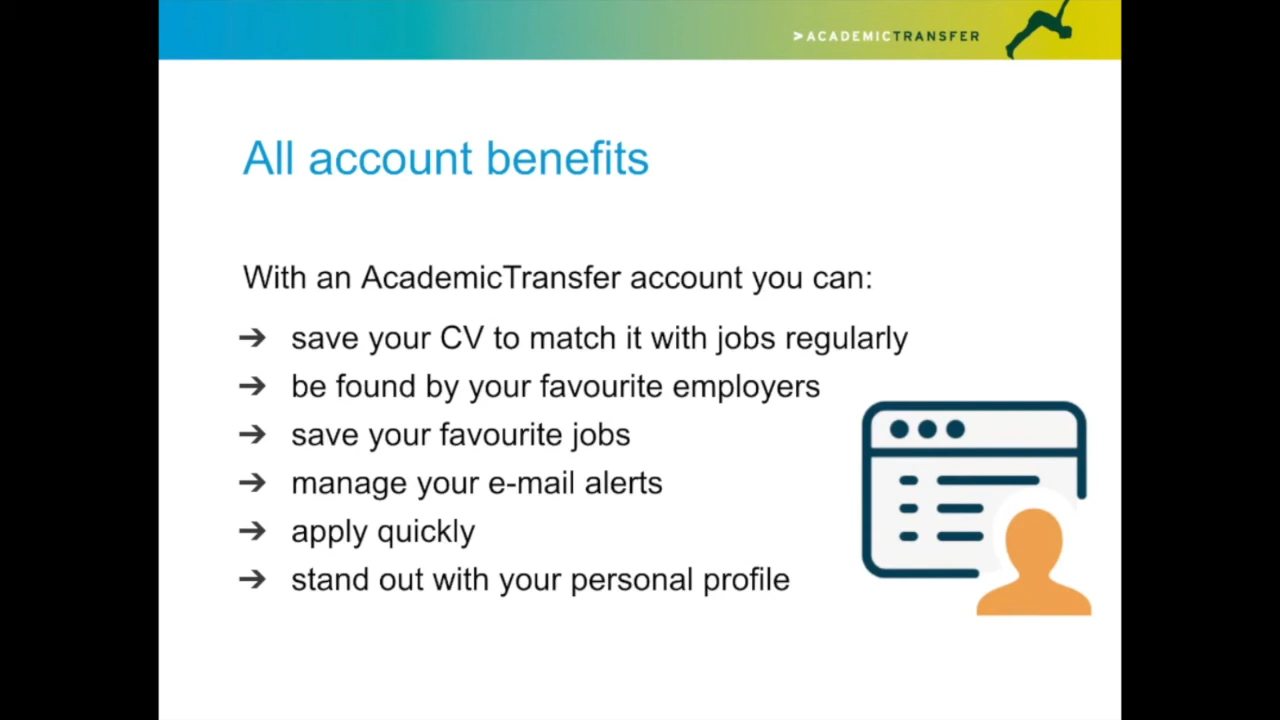 >ACADEMICTRANSFER
All account benefits
With an AcademicTransfer account you can:
➔ save your CV to match it with jobs regularly
➔ be found by your favourite employers
➔ save your favourite jobs
➔ manage your e-mail alerts
➔ apply quickly
➔ stand out with your personal profile